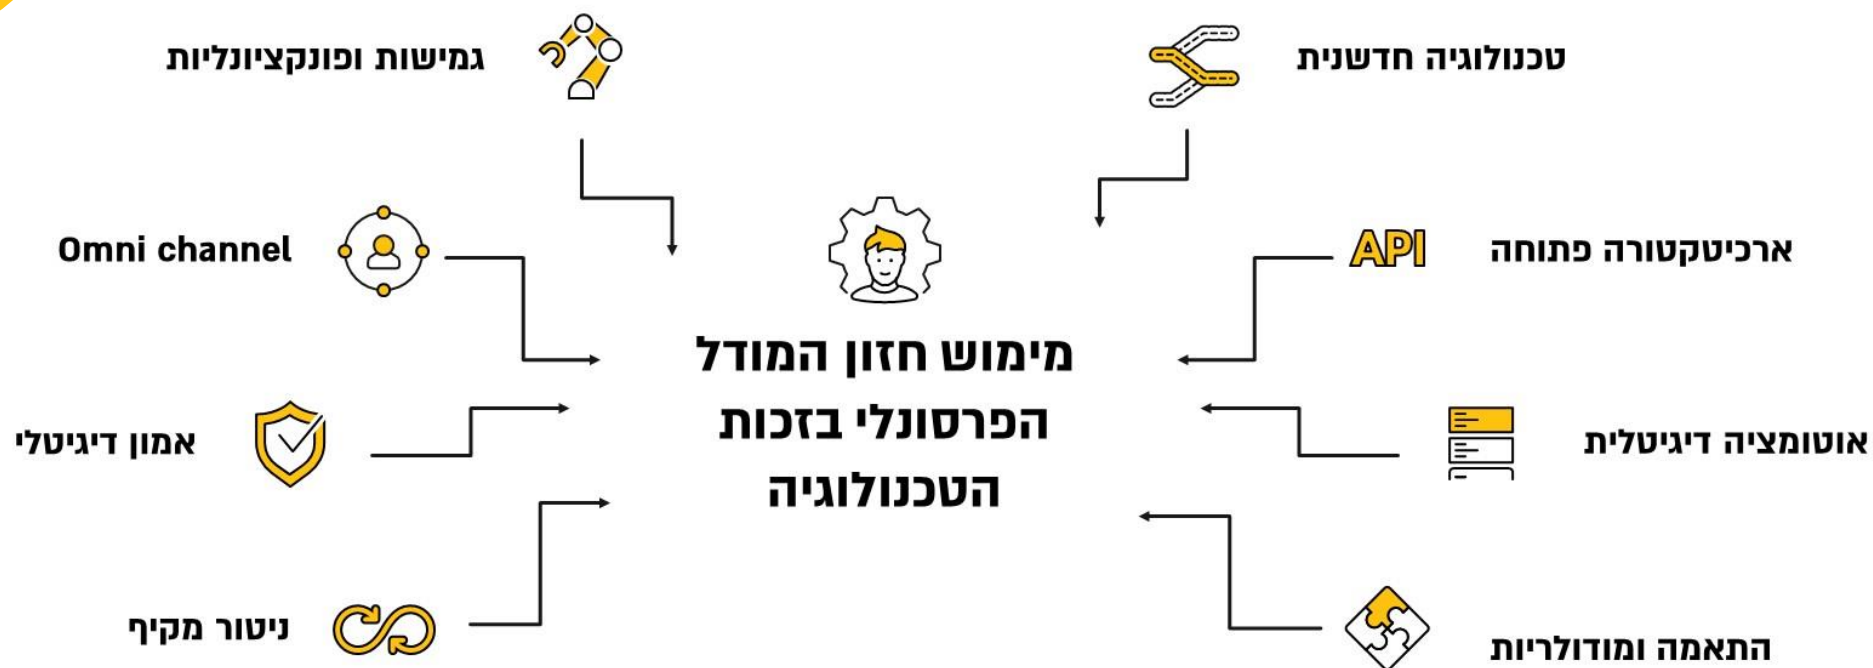 טכנולוגיה חדשנית
גמישות ופונקציונליות
ארכיטקטורה פתוחה
API
Omni channel
מימוש חזון המודל
הפרסונלי בזכות
הטכנולוגיה
אוטומציה דיגיטלית
אמון דיגיטלי
התאמה ומודולריות
ניטור מקיף